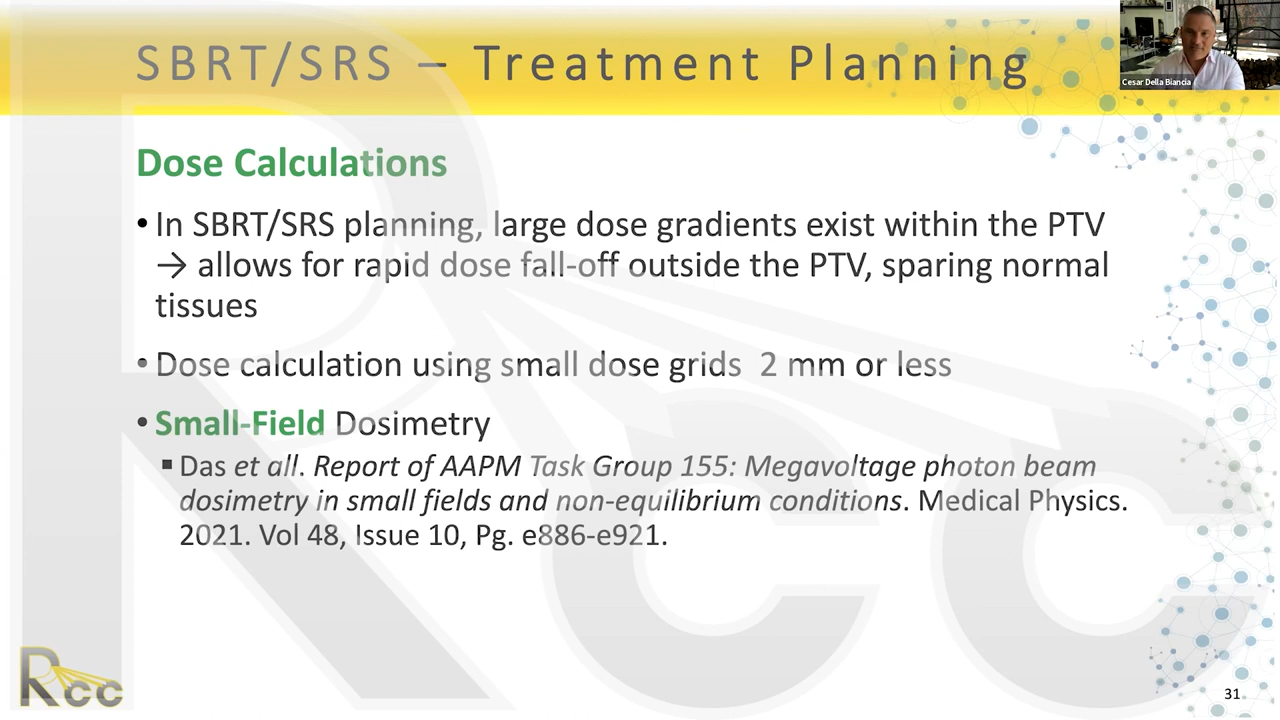 SBRT/SRS – Treatment Planning
Cesar Della Biancia
Dose Calculations
• In SBRT/SRS planning, large dose gradients exist within the PTV
→ allows for rapid dose fall-off outside the PTV, sparing normal
tissues
• Dose calculation using small dose grids 2 mm or less
• Small-Field Dosimetry
▪ Das et all. Report of AAPM Task Group 155: Megavoltage photon beam
dosimetry in small fields and non-equilibrium conditions. Medical Physics.
2021. Vol 48, Issue 10, Pg. e886-e921.
Rcc
Rcc
31